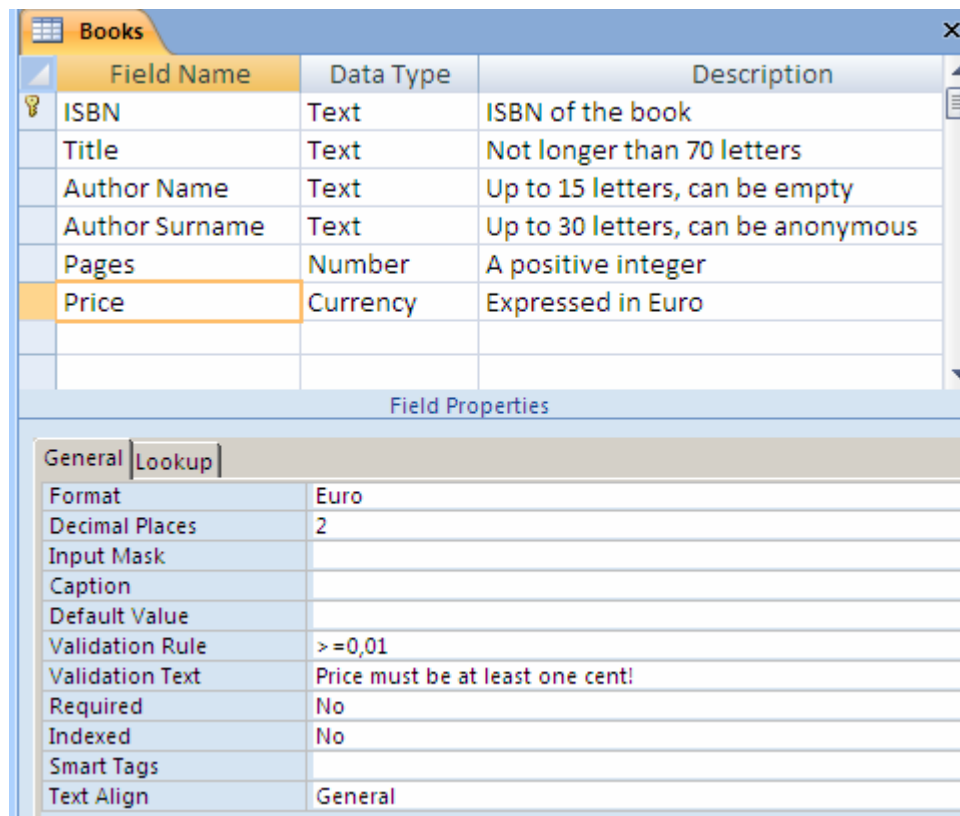 Books
Field Name Data Type Description
ISBN Text ISBN of the book
Title Text Not longer than 70 letters
Author Name Text Up to 15 letters, can be empty
Author Surname Text Up to 30 letters, can be anonymous
Pages Number A positive integer
Price Currency Expressed in Euro
Field Properties
General Lookup
Format Euro
Decimal Places 2
Input Mask
Caption
Default Value
Validation Rule >=0,01
Validation Text Price must be at least one cent!
Required No
Indexed No
Smart Tags
Text Align General